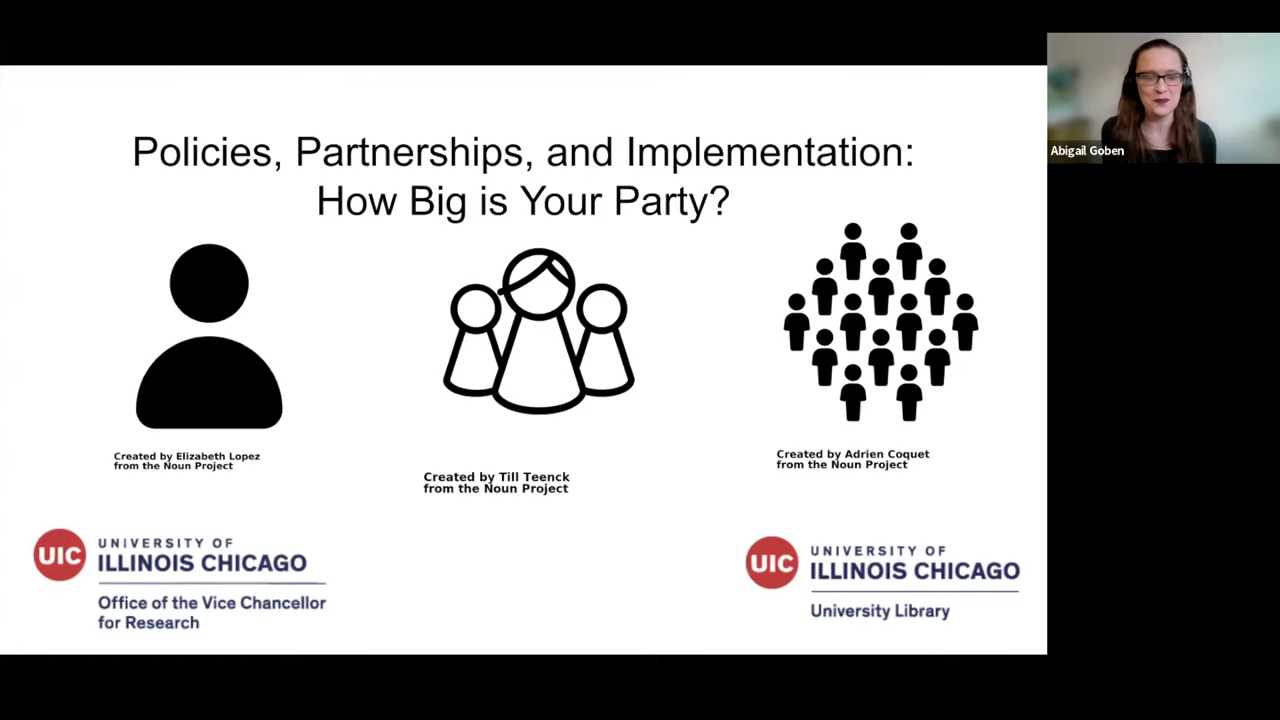 Policies, Partnerships, and Implementation:
How Big is Your Party?
Abigail Goben
Created by Elizabeth Lopez
from the Noun Project
Created by Till Teenck
from the Noun Project
Created by Adrien Coquet
from the Noun Project
UIC
UNIVERSITY OF
ILLINOIS CHICAGO
Office of the Vice Chancellor
for Research
UIC
UNIVERSITY OF
ILLINOIS CHICAGO
University Library